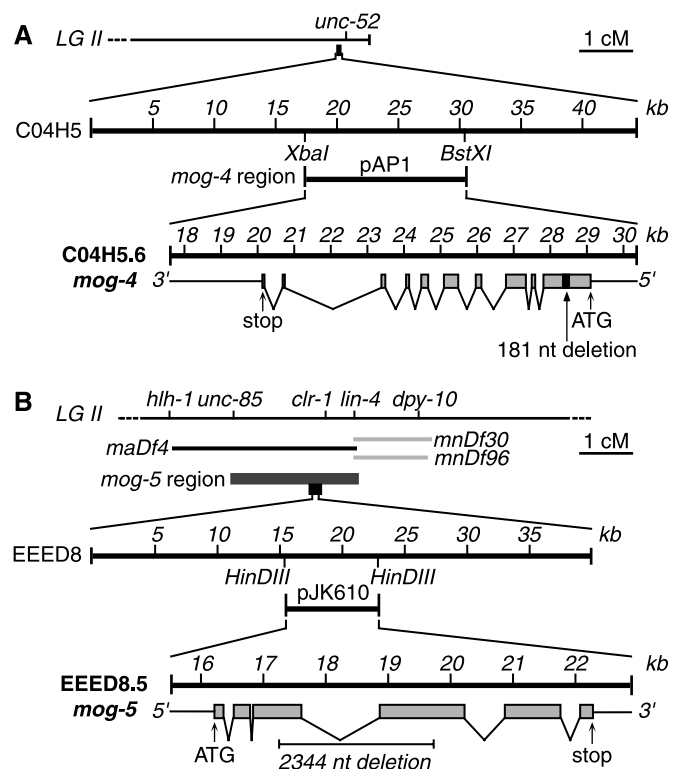 A
unc-52
LG II
1 cM
5 10 15 20 25 30 35 40 kb
C04H5
XbaI BstXI
mog-4 region pAP1
18 19 20 21 22 23 24 25 26 27 28 29 30 kb
C04H5.6
mog-4 3' 5'
stop ATG
181 nt deletion
B
hlh-1 unc-85 clr-1 lin-4 dpy-10
LG II
maDf4 mnDf30
mnDf96
1 cM
mog-5 region
5 10 15 20 25 30 35 kb
EEED8
HinDIII HinDIII
pJK610
16 17 18 19 20 21 22 kb
EEED8.5
mog-5 5' 3'
ATG stop
2344 nt deletion